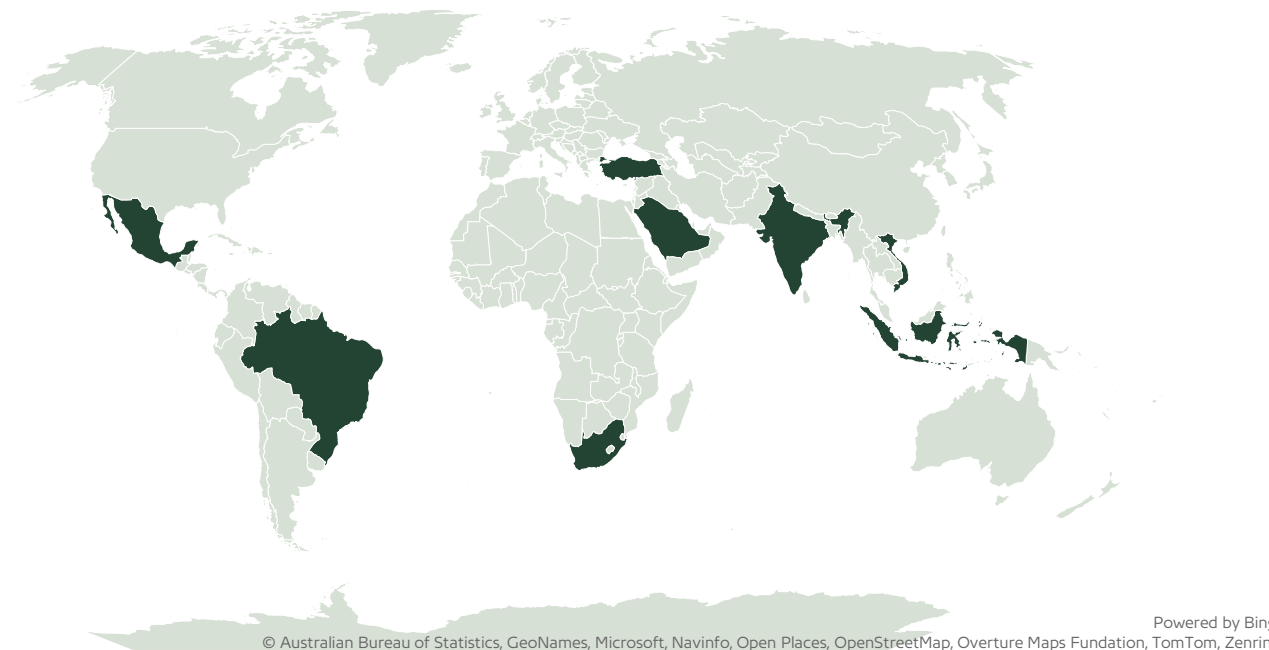 Powered by Bing
© Australian Bureau of Statistics, GeoNames, Microsoft, Navinfo, Open Places, OpenStreetMap, Overture Maps Fundation, TomTom, Zenrin